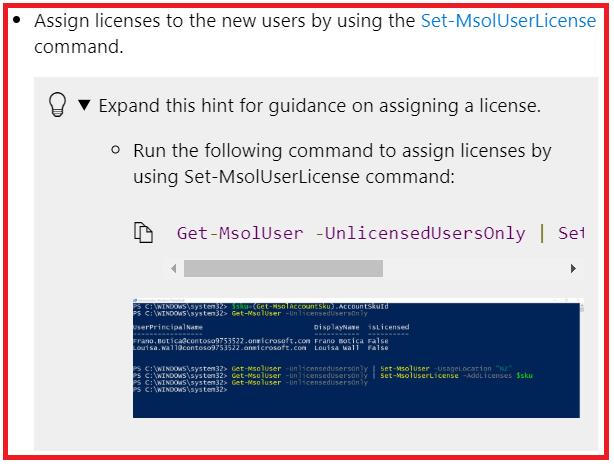 Assign licenses to the new users by using the Set-MsolUserLicense
command.
Expand this hint for guidance on assigning a license.
Run the following command to assign licenses by
using Set-MsolUserLicense command:
Get-MsolUser -UnlicensedUsersOnly | Set
PS C:\WINDOWS\system32> $sku=(Get-MsolAccountSku).AccountSkuId
PS C:\WINDOWS\system32> Get-MsolUser -UnlicensedUsersOnly
UserPrincipalName DisplayName isLicensed
----------------- ----------- ----------
Frano.Botica@contoso9753522.onmicrosoft.com Frano Botica False
Louisa.Wall@contoso9753522.onmicrosoft.com Louisa Wall False
PS C:\WINDOWS\system32> Get-MsolUser -UnlicensedUsersOnly | Set-MsolUser -UsageLocation "NZ"
PS C:\WINDOWS\system32> Get-MsolUser -UnlicensedUsersOnly | Set-MsolUserLicense -AddLicenses $sku
PS C:\WINDOWS\system32> Get-MsolUser -UnlicensedUsersOnly
PS C:\WINDOWS\system32>